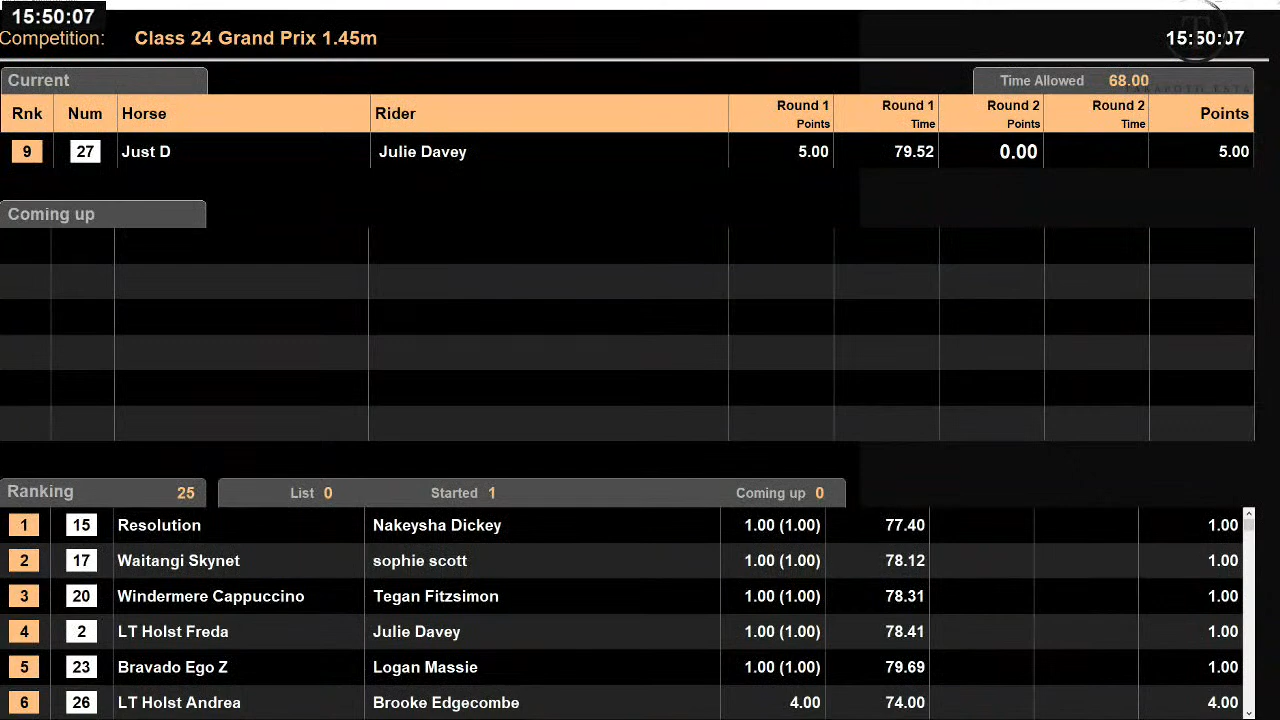 15:50:07
Competition: Class 24 Grand Prix 1.45m 15:50:07
Current Time Allowed 68.00
Rnk Num Horse Rider Round 1 Points Round 1 Time Round 2 Points Round 2 Time Points
9 27 Just D Julie Davey 5.00 79.52 0.00 5.00
Coming up
Ranking 25 List 0 Started 1 Coming up 0
1 15 Resolution Nakeysha Dickey 1.00 (1.00) 77.40 1.00
2 17 Waitangi Skynet sophie scott 1.00 (1.00) 78.12 1.00
3 20 Windermere Cappuccino Tegan Fitzsimon 1.00 (1.00) 78.31 1.00
4 2 LT Holst Freda Julie Davey 1.00 (1.00) 78.41 1.00
5 23 Bravado Ego Z Logan Massie 1.00 (1.00) 79.69 1.00
6 26 LT Holst Andrea Brooke Edgecombe 4.00 74.00 4.00